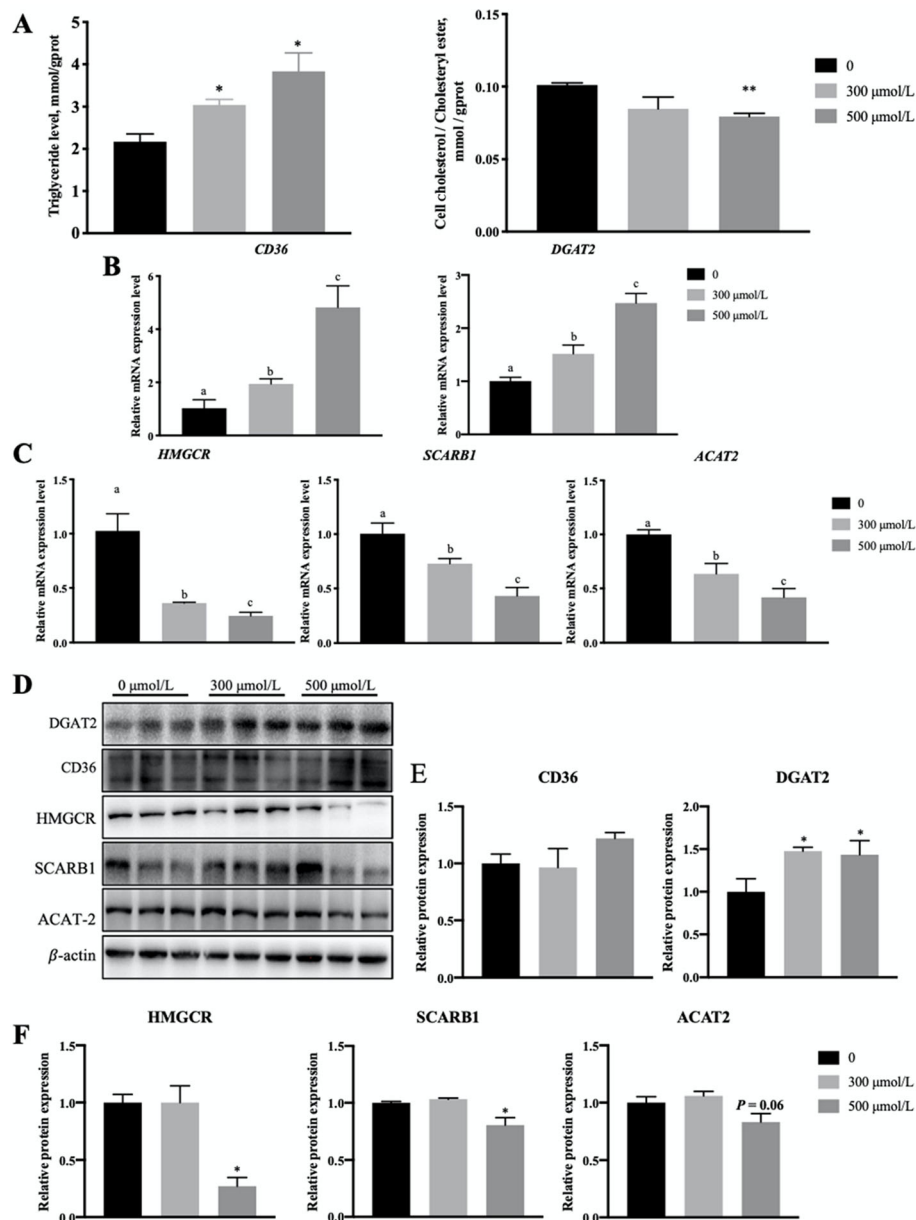 A
Triglyceride level, mmol/gprot
5
4
3
2
1
0
*
*
Cell cholesterol / Cholesteryl ester,
mmol / gprot
0.15
0.10
0.05
0.00
**
0
300 μmol/L
500 μmol/L
B
CD36
Relative mRNA expression level
6
4
2
0
a
b
c
DGAT2
Relative mRNA expression level
3
2
1
0
a
b
c
0
300 μmol/L
500 μmol/L
C
HMGCR
Relative mRNA expression level
1.5
1.0
0.5
0.0
a
b
c
SCARB1
Relative mRNA expression level
1.5
1.0
0.5
0.0
a
b
c
ACAT2
Relative mRNA expression level
1.5
1.0
0.5
0.0
a
b
c
0
300 μmol/L
500 μmol/L
D
0 μmol/L 300 μmol/L 500 μmol/L
DGAT2
CD36
HMGCR
SCARB1
ACAT-2
β-actin
E
CD36
Relative protein expression
1.5
1.0
0.5
0.0
DGAT2
Relative protein expression
2.0
1.5
1.0
0.5
0.0
*
*
F
HMGCR
Relative protein expression
1.5
1.0
0.5
0.0
*
SCARB1
Relative protein expression
1.5
1.0
0.5
0.0
*
ACAT2
Relative protein expression
1.5
1.0
0.5
0.0
P = 0.06
0
300 μmol/L
500 μmol/L